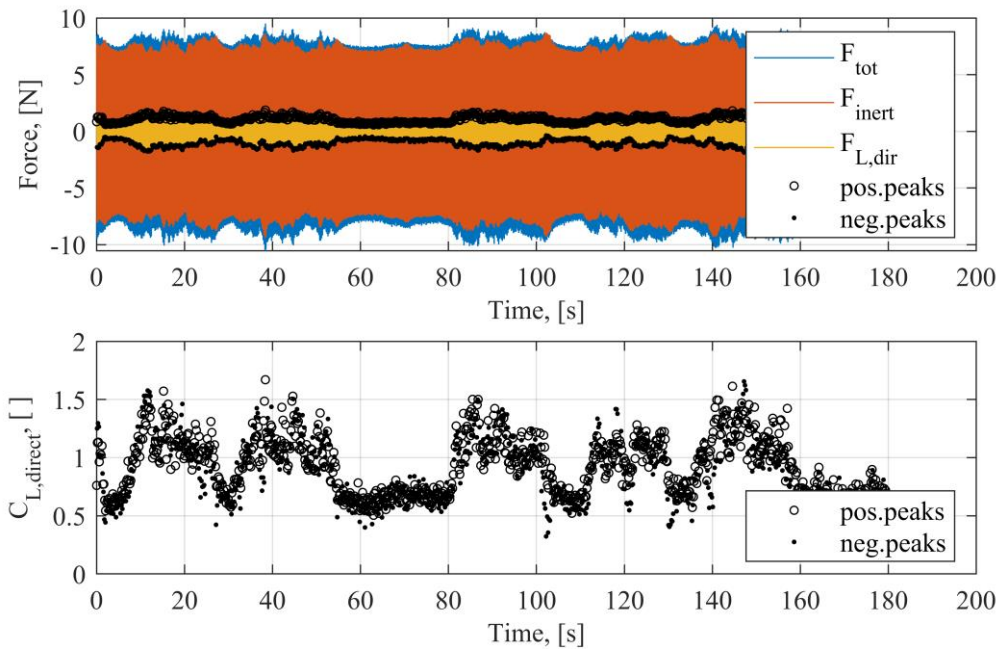 10
5
0
-5
-10
Force, [N]
F_tot
F_inert
F_L,dir
pos.peaks
neg.peaks
0 20 40 60 80 100 120 140 160 180 200
Time, [s]
2
1.5
1
0.5
0
C_L,direct, [ ]
pos.peaks
neg.peaks
0 20 40 60 80 100 120 140 160 180 200
Time, [s]